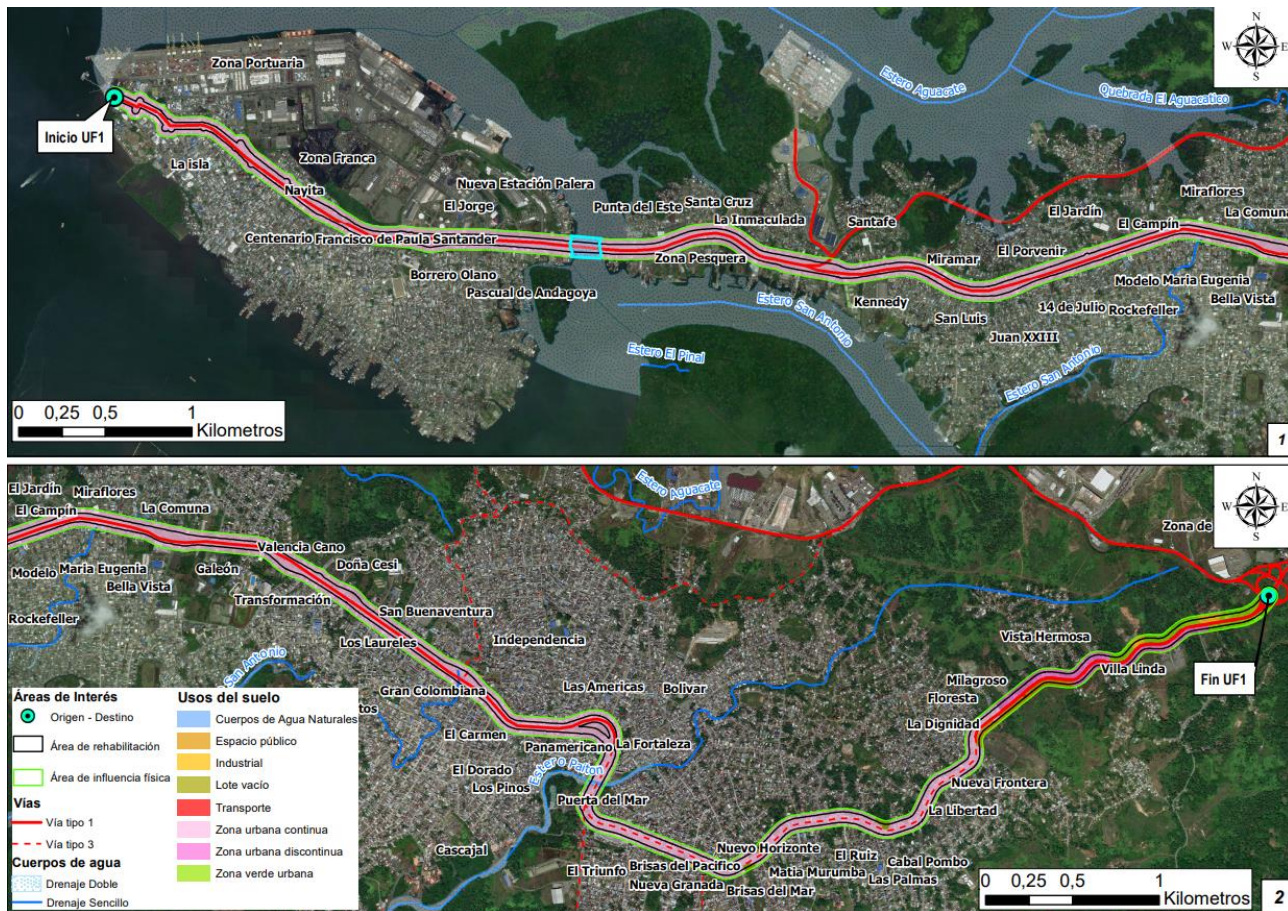 N
W
E
S
Zona Portuaria
Estero Aguacate
Quebrada El Aguacatico
Inicio UF1
La isla
Zona Franca
Nayita
Nueva Estación Palera
El Jorge
Punta del Este
Santa Cruz
La Inmaculada
Santafe
El Jardín
Miraflores
El Campín
La Comuna
Centenario
Francisco de Paula Santander
Zona Pesquera
Miramar
El Porvenir
Borrero Olano
Pascual de Andagoya
Estero San Antonio
Kennedy
Modelo
Maria Eugenia
Bella Vista
San Luis
14 de Julio
Rockefeller
Juan XXIII
Estero El Pinal
Estero San Antonio
0 0,25 0,5 1
Kilometros
1
N
W
E
S
El Jardín
Miraflores
La Comuna
El Campín
Estero Aguacate
Zona de
Valencia Cano
Modelo
Maria Eugenia
Bella Vista
Galeón
Doña Cesi
Transformación
Rockefeller
San Buenaventura
Los Laureles
Independencia
Vista Hermosa
Villa Linda
Fin UF1
San Antonio
Gran Colombiana
Las Americas
Bolivar
Milagroso
Floresta
La Dignidad
El Carmen
Panamericano
La Fortaleza
El Dorado
Los Pinos
Puerta del Mar
Nueva Frontera
La Libertad
Cascajal
Nuevo Horizonte
El Triunfo
Brisas del Pacifico
El Ruiz
Matia Murumba
Cabal Pombo
Nueva Granada
Brisas del Mar
Las Palmas
Áreas de Interés
Origen - Destino
Área de rehabilitación
Área de influencia física
Vías
Vía tipo 1
Vía tipo 3
Cuerpos de agua
Drenaje Doble
Drenaje Sencillo
Usos del suelo
Cuerpos de Agua Naturales
Espacio público
Industrial
Lote vacío
Transporte
Zona urbana continua
Zona urbana discontinua
Zona verde urbana
0 0,25 0,5 1
Kilometros
2